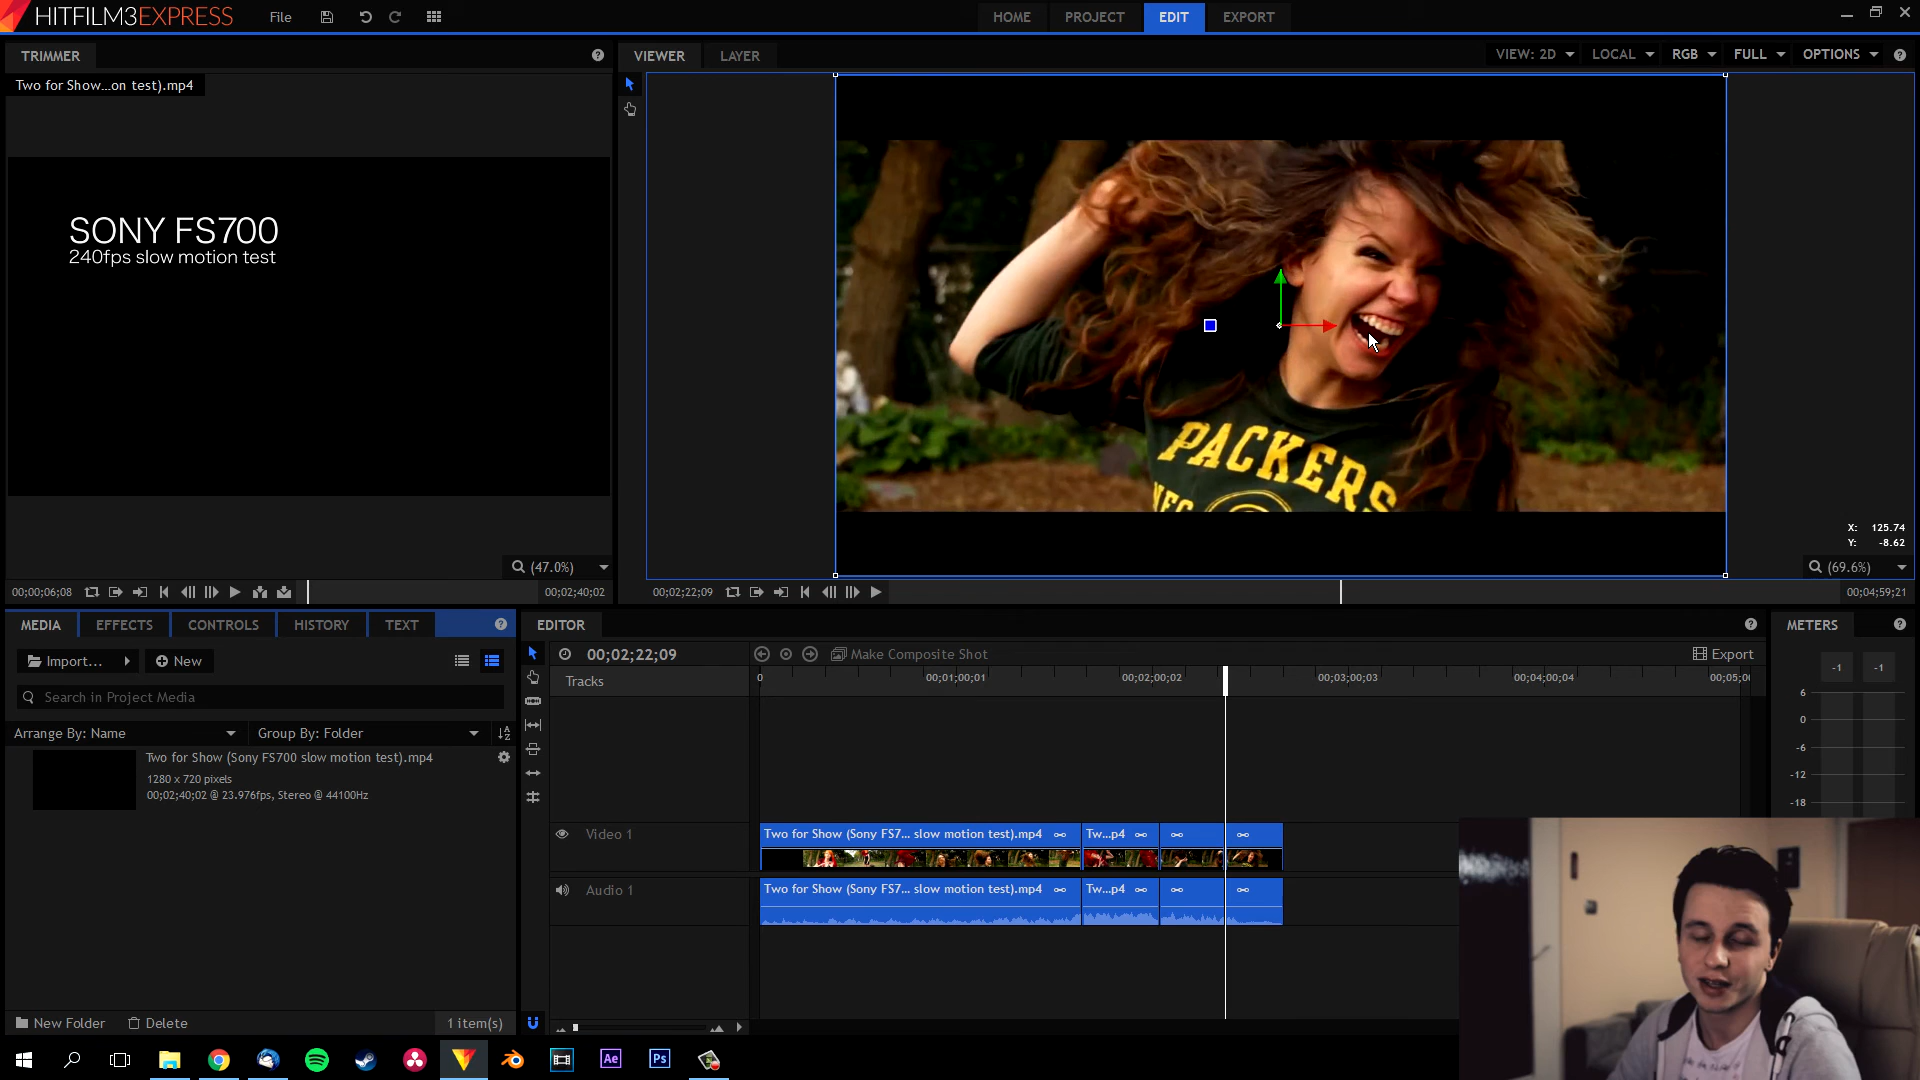 HITFILM3EXPRESS
File
HOME
PROJECT
EDIT
EXPORT
TRIMMER
Two for Show...on test).mp4
SONY FS700
240fps slow motion test
(47.0%)
00;00;06;08
00;02;40;02
VIEWER
LAYER
VIEW: 2D
LOCAL
RGB
FULL
OPTIONS
PACKERS
X: 125.74
Y: -8.62
(69.6%)
00;02;22;09
00;04;59;21
MEDIA
EFFECTS
CONTROLS
HISTORY
TEXT
Import...
New
Search in Project Media
Arrange By: Name
Group By: Folder
Two for Show (Sony FS700 slow motion test).mp4
1280 x 720 pixels
00;02;40;02 @ 23.976fps, Stereo @ 44100Hz
New Folder
Delete
1 item(s)
EDITOR
00;02;22;09
Make Composite Shot
Export
Tracks
0
00;01;00;01
00;02;00;02
00;03;00;03
00;04;00;04
00;05;0
Video 1
Two for Show (Sony FS7... slow motion test).mp4
Tw...p4
Audio 1
Two for Show (Sony FS7... slow motion test).mp4
Tw...p4
METERS
-1
-1
6
0
-6
-12
-18
Ae
Ps